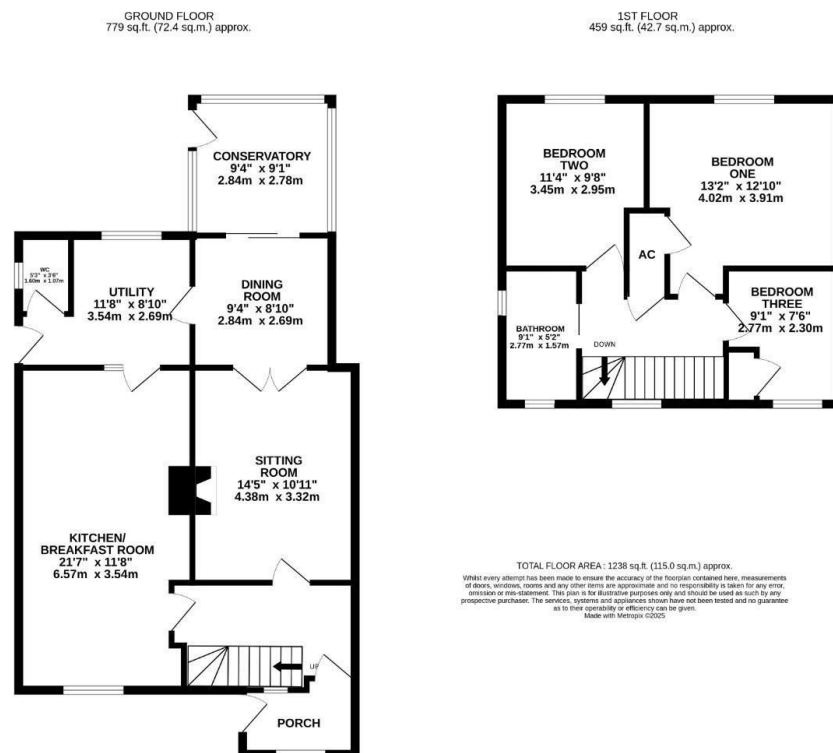 GROUND FLOOR
779 sq.ft. (72.4 sq.m.) approx.
1ST FLOOR
459 sq.ft. (42.7 sq.m.) approx.
CONSERVATORY
9'4" x 9'1"
2.84m x 2.78m
WC
5'3" x 3'6"
1.60m x 1.07m
UTILITY
11'8" x 8'10"
3.54m x 2.69m
DINING
ROOM
9'4" x 8'10"
2.84m x 2.69m
SITTING
ROOM
14'5" x 10'11"
4.38m x 3.32m
KITCHEN/
BREAKFAST ROOM
21'7" x 11'8"
6.57m x 3.54m
UP
PORCH
BEDROOM
TWO
11'4" x 9'8"
3.45m x 2.95m
BEDROOM
ONE
13'2" x 12'10"
4.02m x 3.91m
AC
BEDROOM
THREE
9'1" x 7'6"
2.77m x 2.30m
BATHROOM
9'1" x 5'2"
2.77m x 1.57m
DOWN
TOTAL FLOOR AREA : 1238 sq.ft. (115.0 sq.m.) approx.
Whilst every attempt has been made to ensure the accuracy of the floorplan contained here, measurements
of doors, windows, rooms and any other items are approximate and no responsibility is taken for any error,
omission or mis-statement. This plan is for illustrative purposes only and should be used as such by any
prospective purchaser. The services, systems and appliances shown have not been tested and no guarantee
as to their operability or efficiency can be given.
Made with Metropix ©2025